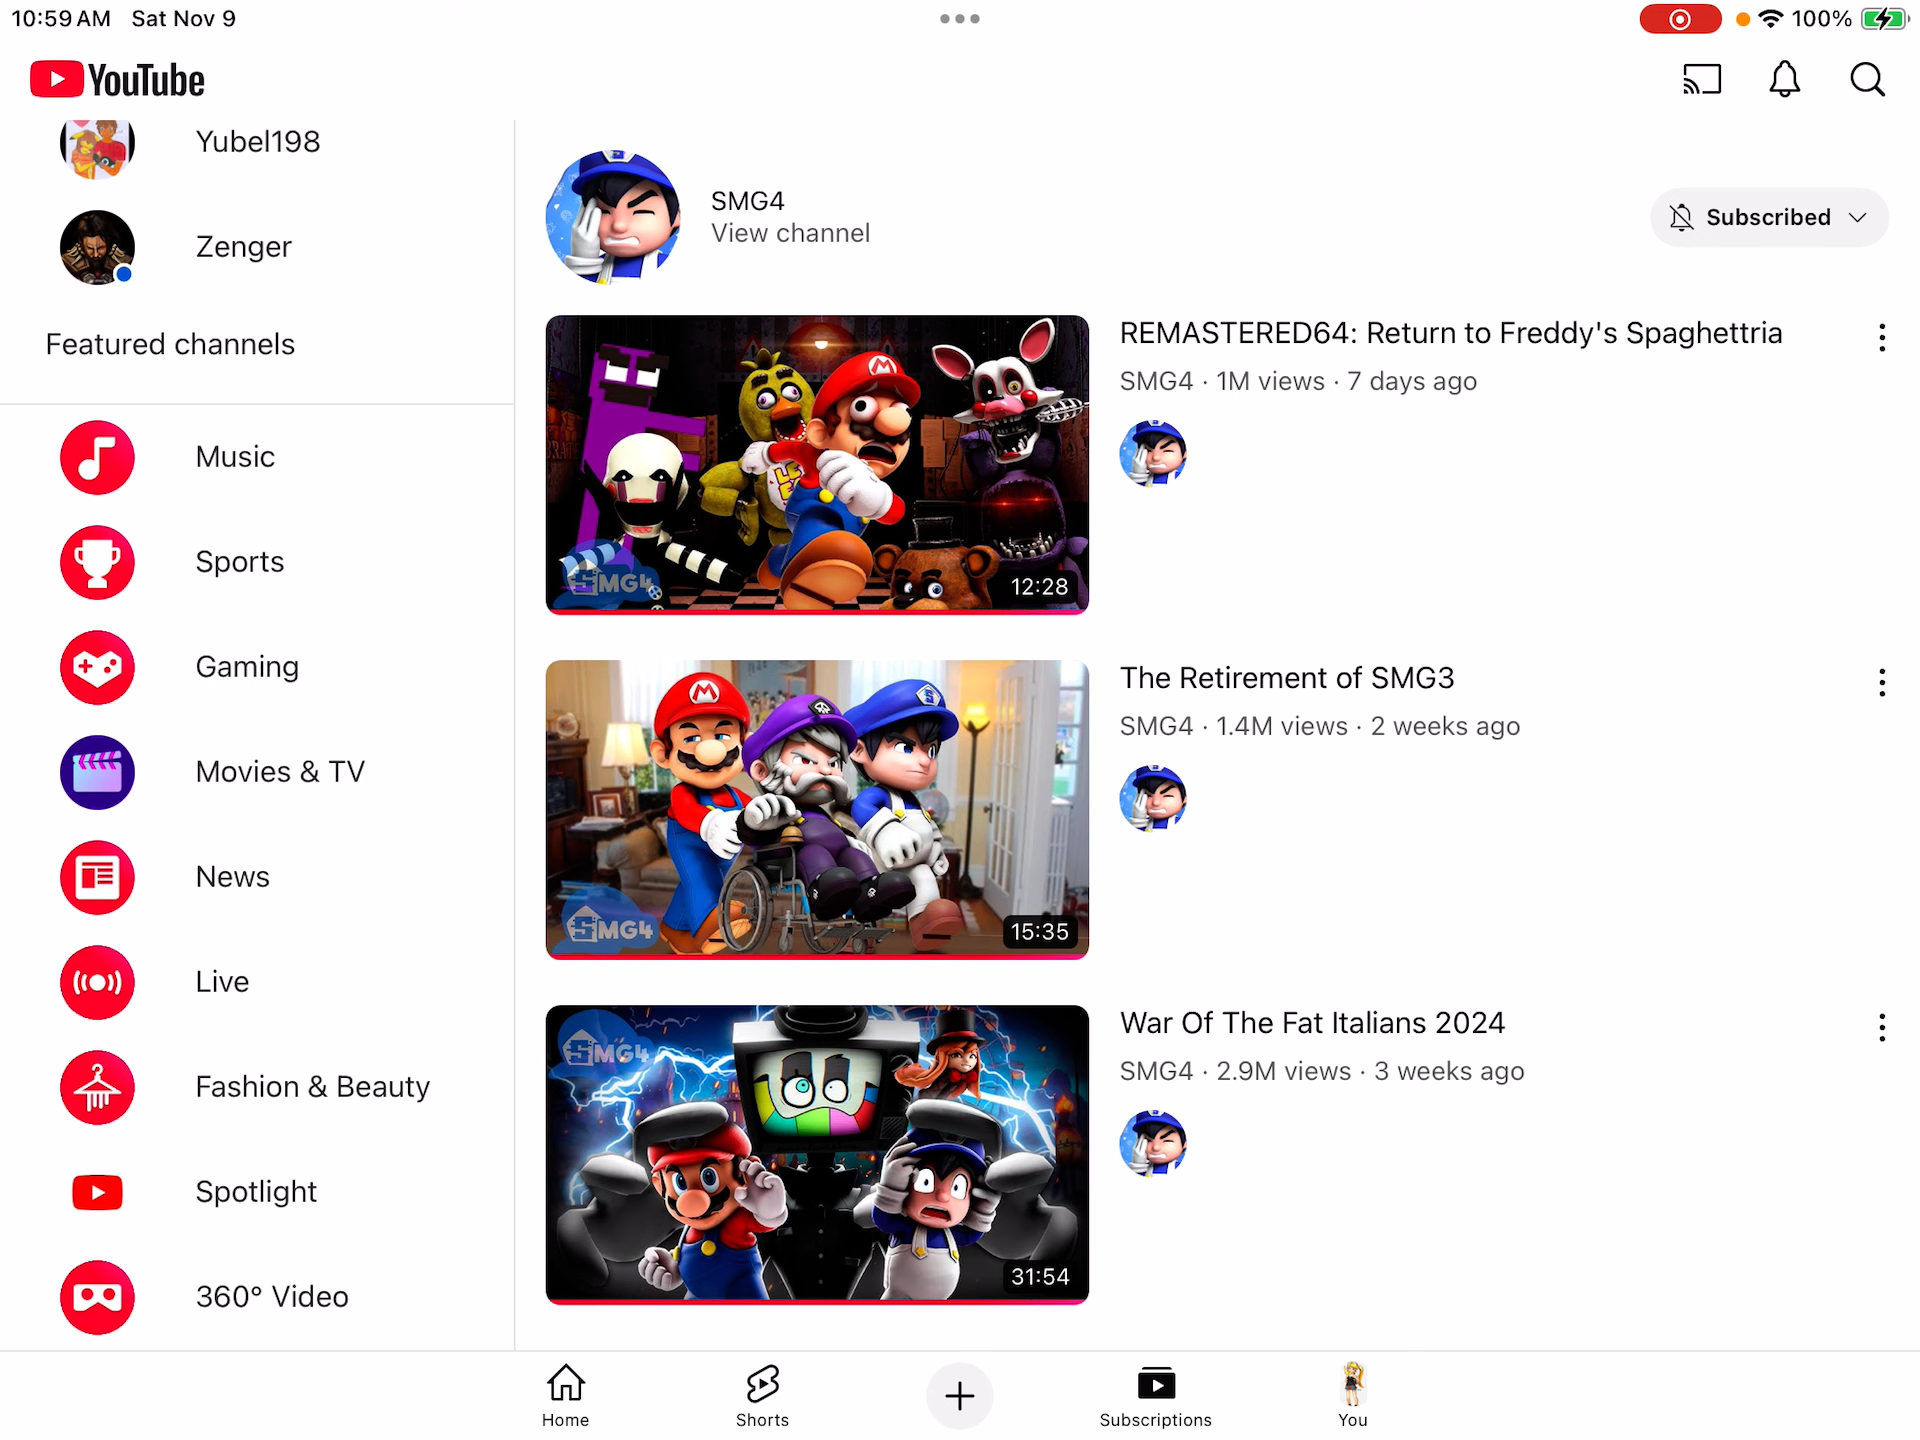 10:59 AM Sat Nov 9
100%
YouTube
Yubel198
Zenger
Featured channels
Music
Sports
Gaming
Movies & TV
News
Live
Fashion & Beauty
Spotlight
360° Video
SMG4
View channel
Subscribed
SMG4
12:28
REMASTERED64: Return to Freddy's Spaghettria
SMG4 · 1M views · 7 days ago
SMG4
15:35
The Retirement of SMG3
SMG4 · 1.4M views · 2 weeks ago
SMG4
31:54
War Of The Fat Italians 2024
SMG4 · 2.9M views · 3 weeks ago
Home
Shorts
Subscriptions
You